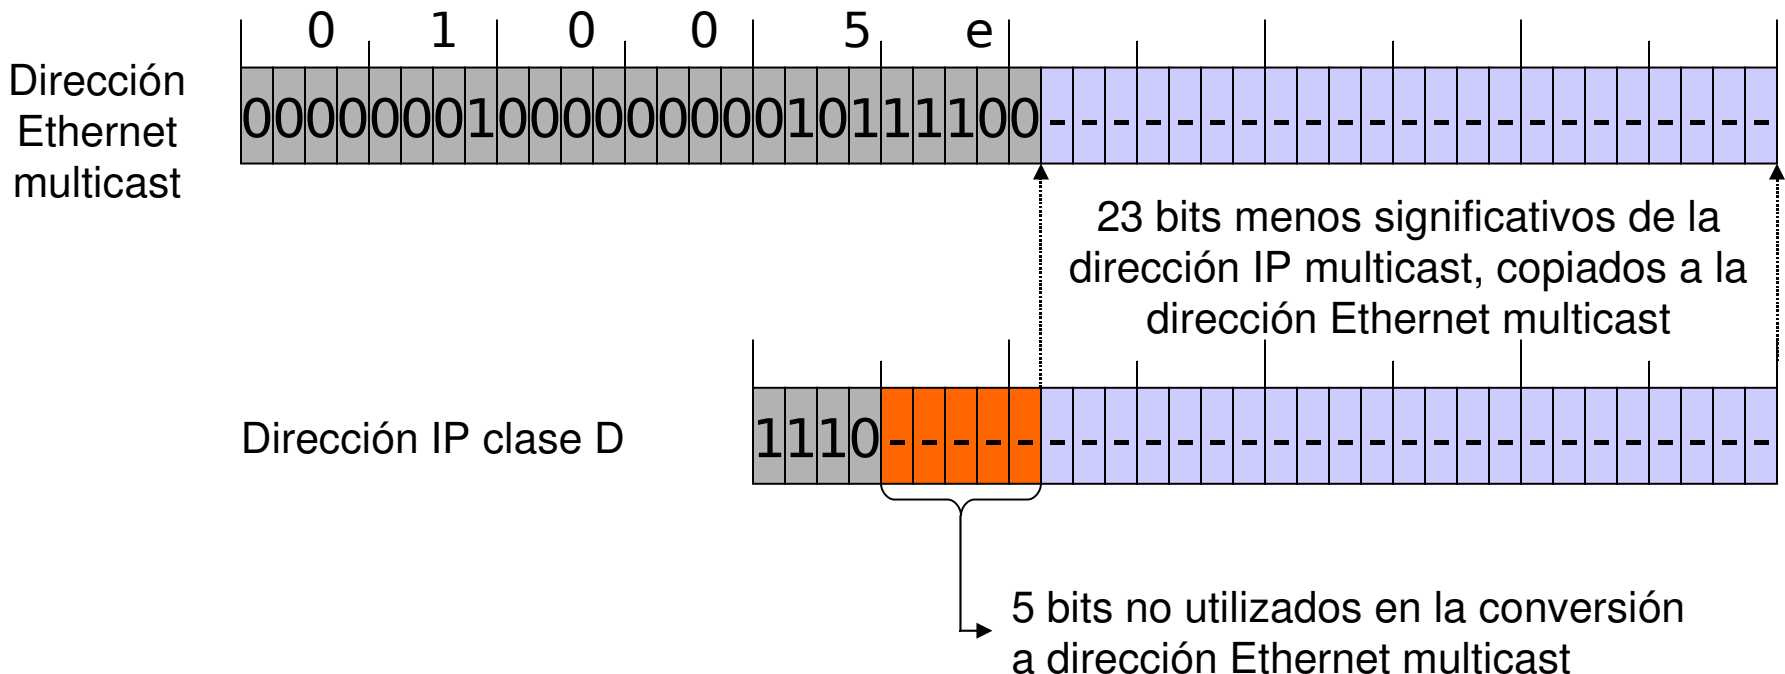 0 1 0 0 5 e
Dirección
Ethernet
multicast
0000000100000000010111100-----------------------
23 bits menos significativos de la
dirección IP multicast, copiados a la
dirección Ethernet multicast
Dirección IP clase D
1110----------------------------
5 bits no utilizados en la conversión
a dirección Ethernet multicast